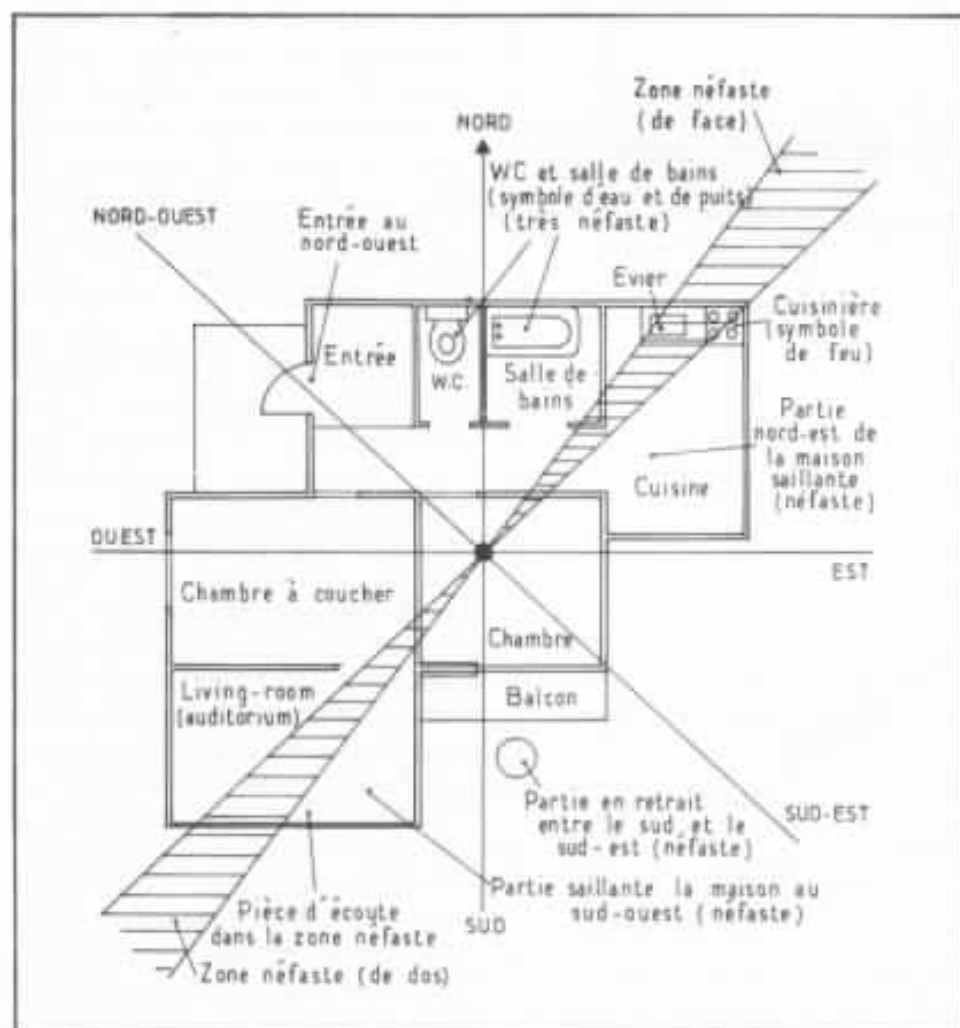 Zone néfaste
(de face)
NORD
WC et salle de bains
(symbole d'eau et de puits)
(très néfaste)
NORD-OUEST
Entrée au
nord-ouest
Evier
Cuisinière
(symbole
de feu)
Entrée
W.C.
Salle de
bains
Partie
nord-est de
la maison
saillante
(néfaste)
Cuisine
OUEST
EST
Chambre à coucher
Chambre
Living-room
(auditorium)
Balcon
Partie en retrait
entre le sud, et le
sud-est (néfaste)
SUD-EST
Partie saillante la maison au
sud-ouest (néfaste)
SUD
Pièce d'écoute
dans la zone néfaste
Zone néfaste (de dos)